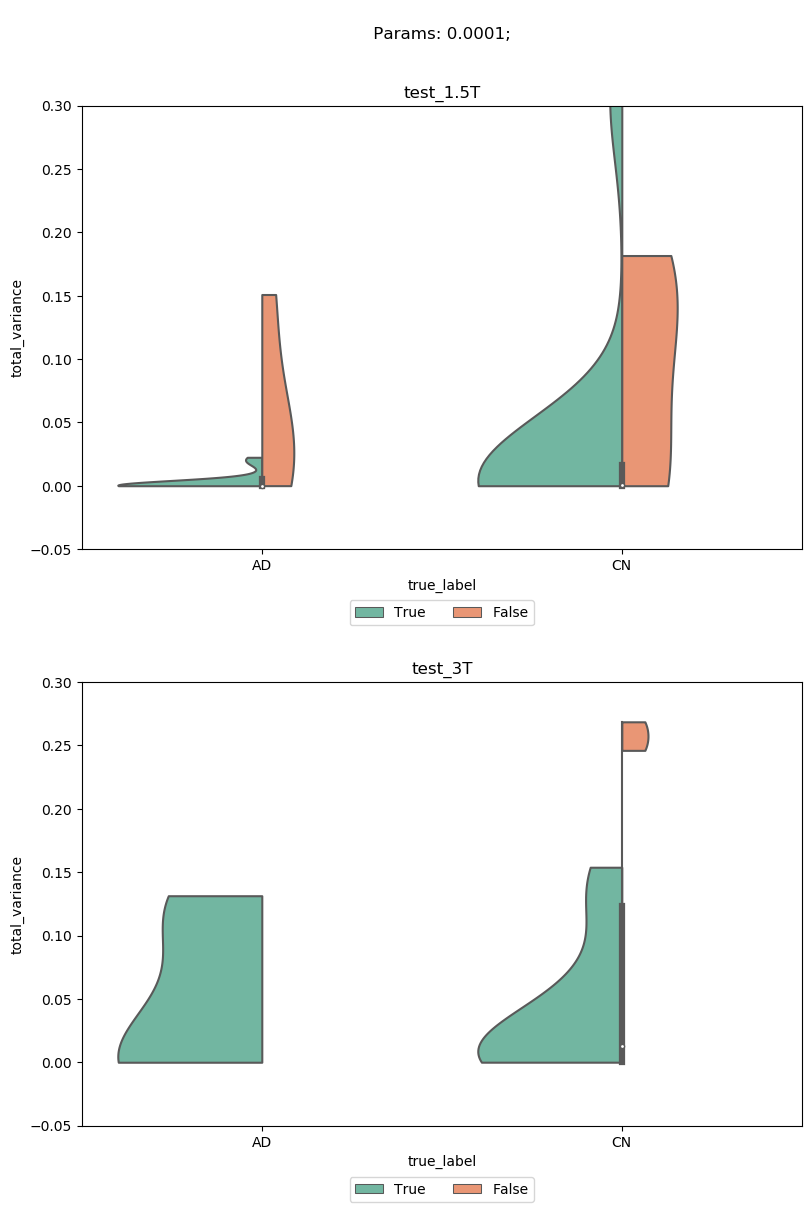 Params: 0.0001;
test_1.5T
0.30
0.25
0.20
0.15
0.10
0.05
0.00
−0.05
total_variance
AD CN
true_label
True False
test_3T
0.30
0.25
0.20
0.15
0.10
0.05
0.00
−0.05
total_variance
AD CN
true_label
True False